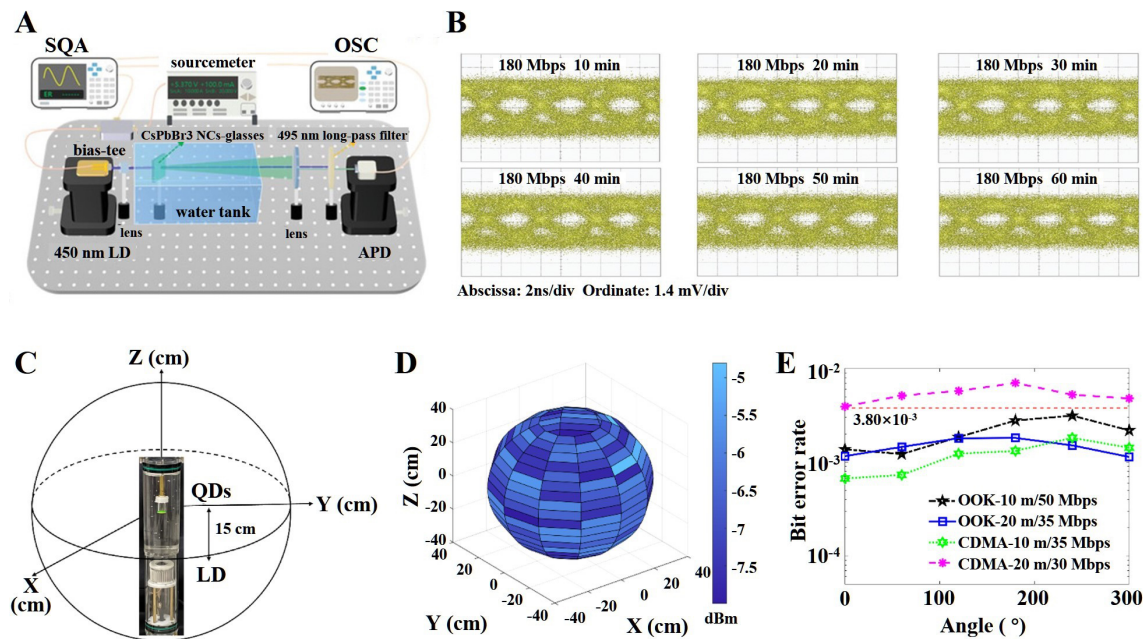 A
SQA
OSC
sourcemeter
ER
CsPbBr3 NCs-glasses
495 nm long-pass filter
bias-tee
water tank
lens
lens
450 nm LD
APD
B
180 Mbps 10 min
180 Mbps 20 min
180 Mbps 30 min
180 Mbps 40 min
180 Mbps 50 min
180 Mbps 60 min
Abscissa: 2ns/div Ordinate: 1.4 mV/div
C
Z (cm)
QDs
Y (cm)
15 cm
LD
X
(cm)
D
Z (cm)
40
20
0
-20
-40
40
20
0
-20
-40
Y (cm)
-40
-20
0
20
40
X (cm)
-5
-5.5
-6
-6.5
-7
-7.5
dBm
E
Bit error rate
10-2
10-3
10-4
3.80×10-3
OOK-10 m/50 Mbps
OOK-20 m/35 Mbps
CDMA-10 m/35 Mbps
CDMA-20 m/30 Mbps
0
100
200
300
Angle ( °)